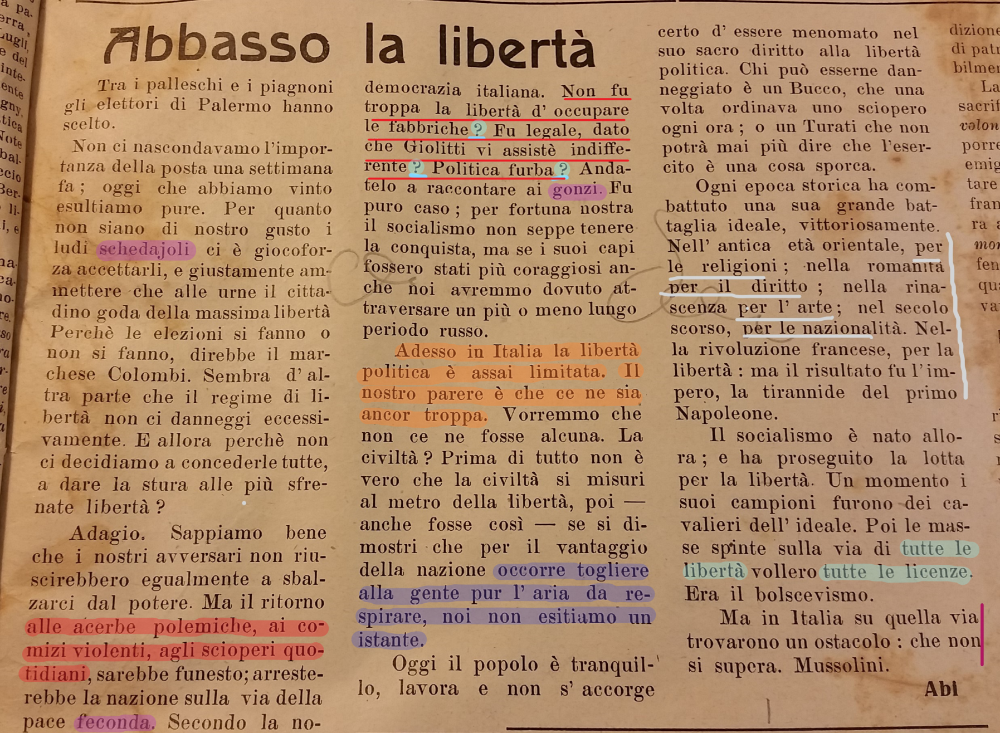 Abbasso la libertà
Tra i palleschi e i piagnoni
gli elettori di Palermo hanno
scelto.
Non ci nascondavamo l'impor-
tanza della posta una settimana
fa; oggi che abbiamo vinto
esultiamo pure. Per quanto
non siano di nostro gusto i
ludi schedajoli ci è giocofor-
za accettarli, e giustamente am-
mettere che alle urne il citta-
dino goda della massima libertà
Perchè le elezioni si fanno o
non si fanno, direbbe il mar-
chese Colombi. Sembra d'al-
tra parte che il regime di li-
bertà non ci danneggi eccessi-
vamente. E allora perchè non
ci decidiamo a concederle tutte,
a dare la stura alle più sfre-
nate libertà?
Adagio. Sappiamo bene
che i nostri avversari non riu-
scirebbero egualmente a sbal-
zarci dal potere. Ma il ritorno
alle acerbe polemiche, ai co-
mizi violenti, agli scioperi quo-
tidiani, sarebbe funesto; arreste-
rebbe la nazione sulla via della
pace feconda. Secondo la no-
democrazia italiana. Non fu
troppa la libertà d'occupare
le fabbriche? Fu legale, dato
che Giolitti vi assistè indiffe-
rente? Politica furba? Anda-
telo a raccontare ai gonzi. Fu
puro caso; per fortuna nostra
il socialismo non seppe tenere
la conquista, ma se i suoi capi
fossero stati più coraggiosi an-
che noi avremmo dovuto at-
traversare un più o meno lungo
periodo russo.
Adesso in Italia la libertà
politica è assai limitata. Il
nostro parere è che ce ne sia
ancor troppa. Vorremmo che
non ce ne fosse alcuna. La
civiltà? Prima di tutto non è
vero che la civiltà si misuri
al metro della libertà, poi —
anche fosse così — se si di-
mostri che per il vantaggio
della nazione occorre togliere
alla gente pur l'aria da re-
spirare, noi non esitiamo un
istante.
Oggi il popolo è tranquil-
lo, lavora e non s'accorge
certo d'essere menomato nel
suo sacro diritto alla libertà
politica. Chi può esserne dan-
neggiato è un Bucco, che una
volta ordinava uno sciopero
ogni ora; o un Turati che non
potrà mai più dire che l'eser-
cito è una cosa sporca.
Ogni epoca storica ha com-
battuto una sua grande bat-
taglia ideale, vittoriosamente.
Nell'antica età orientale, per
le religioni; nella romanità
per il diritto; nella rina-
scenza per l'arte; nel secolo
scorso, per le nazionalità. Nel-
la rivoluzione francese, per la
libertà: ma il risultato fu l'im-
pero, la tirannide del primo
Napoleone.
Il socialismo è nato allo-
ra; e ha proseguito la lotta
per la libertà. Un momento i
suoi campioni furono dei ca-
valieri dell'ideale. Poi le mas-
se spinte sulla via di tutte le
libertà vollero tutte le licenze.
Era il bolscevismo.
Ma in Italia su quella via
trovarono un ostacolo: che non
si supera. Mussolini.
Abi
dizione
di patr
bilmen
La
sacrif
volon
porre
emig
tare
fran
ra a
mor
fen
qua
va